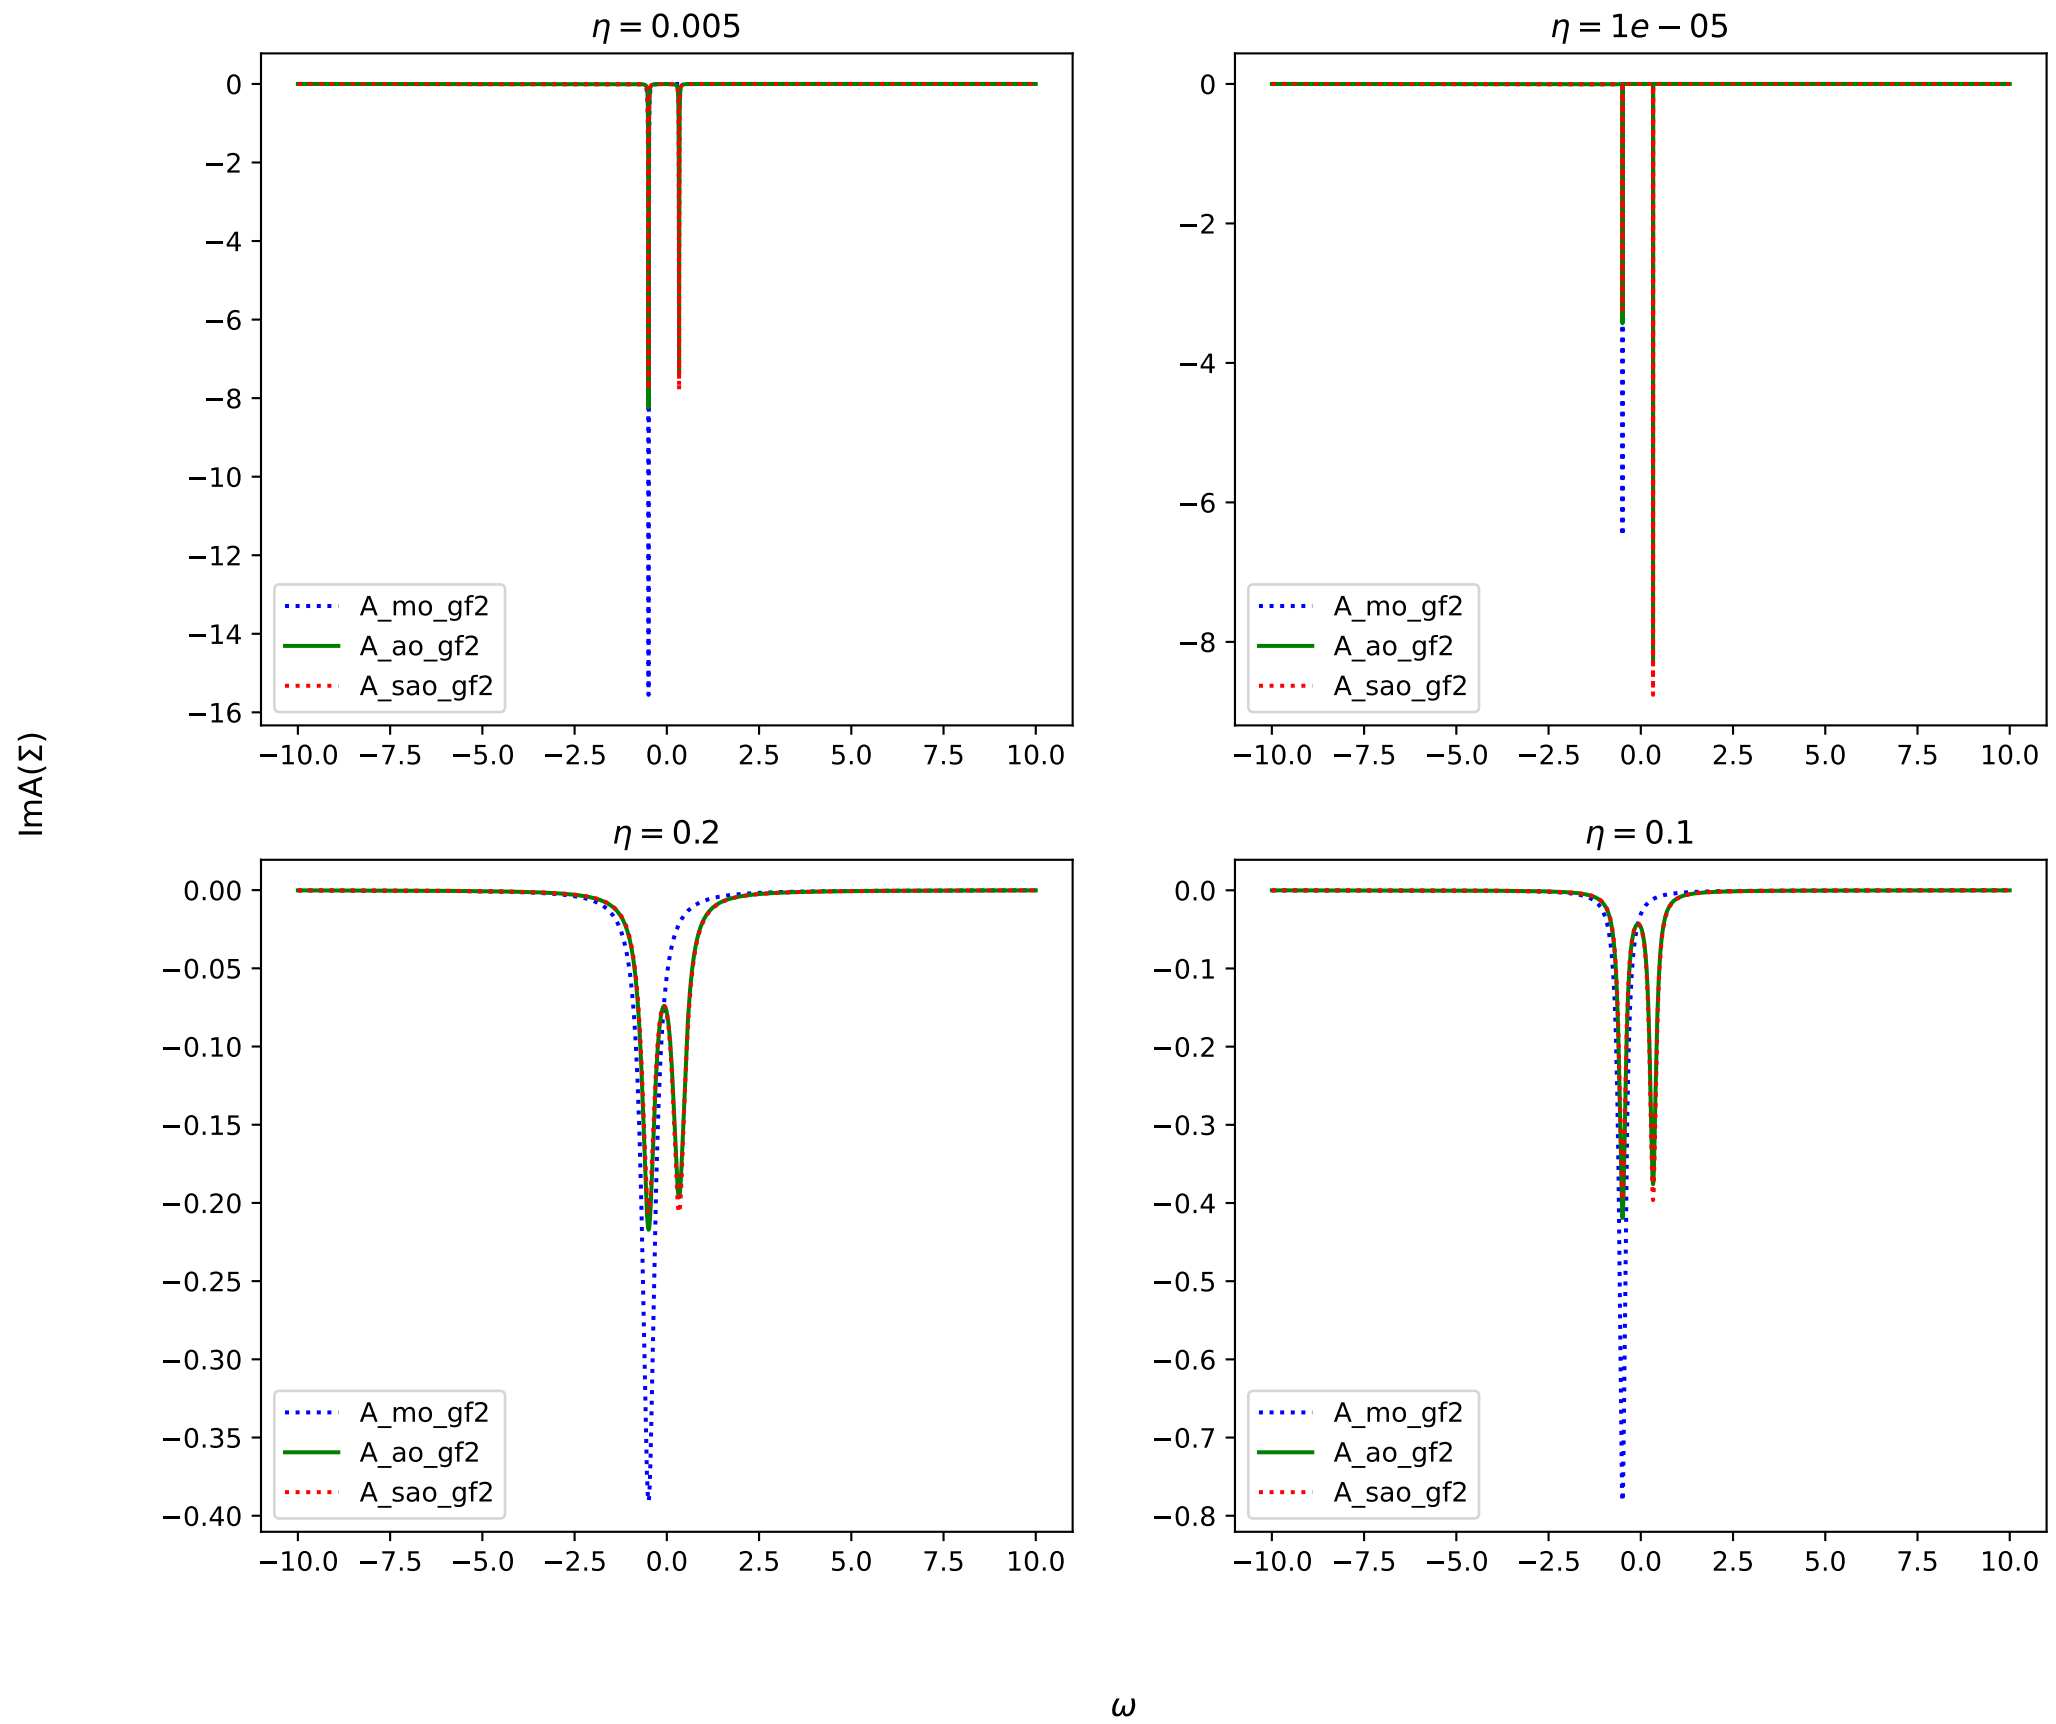 η = 0.005
0
−2
−4
−6
−8
−10
−12
−14
−16
A_mo_gf2
A_ao_gf2
A_sao_gf2
−10.0 −7.5 −5.0 −2.5 0.0 2.5 5.0 7.5 10.0
η = 1e − 05
0
−2
−4
−6
−8
A_mo_gf2
A_ao_gf2
A_sao_gf2
−10.0 −7.5 −5.0 −2.5 0.0 2.5 5.0 7.5 10.0
ImA(Σ)
η = 0.2
0.00
−0.05
−0.10
−0.15
−0.20
−0.25
−0.30
−0.35
−0.40
A_mo_gf2
A_ao_gf2
A_sao_gf2
−10.0 −7.5 −5.0 −2.5 0.0 2.5 5.0 7.5 10.0
η = 0.1
0.0
−0.1
−0.2
−0.3
−0.4
−0.5
−0.6
−0.7
−0.8
A_mo_gf2
A_ao_gf2
A_sao_gf2
−10.0 −7.5 −5.0 −2.5 0.0 2.5 5.0 7.5 10.0
ω